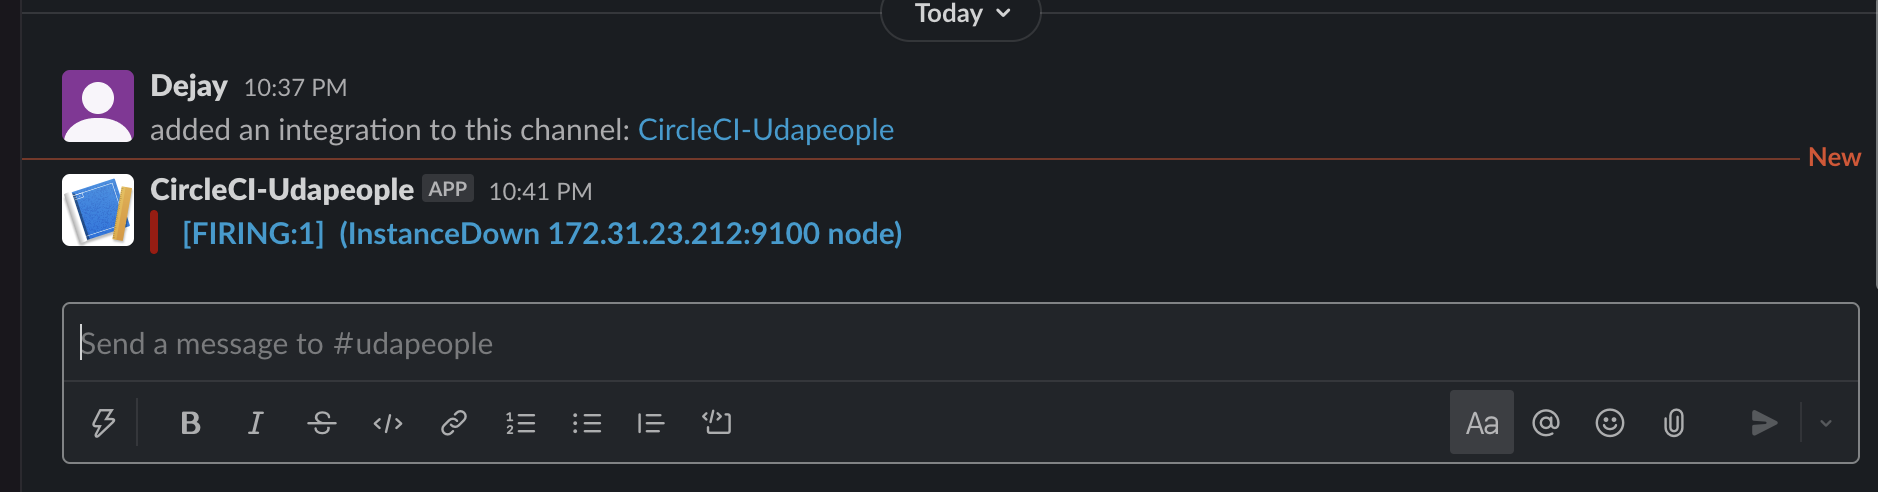 Today
Dejay 10:37 PM
added an integration to this channel: CircleCI-Udapeople
New
CircleCI-Udapeople APP 10:41 PM
[FIRING:1] (InstanceDown 172.31.23.212:9100 node)
Send a message to #udapeople
Aa